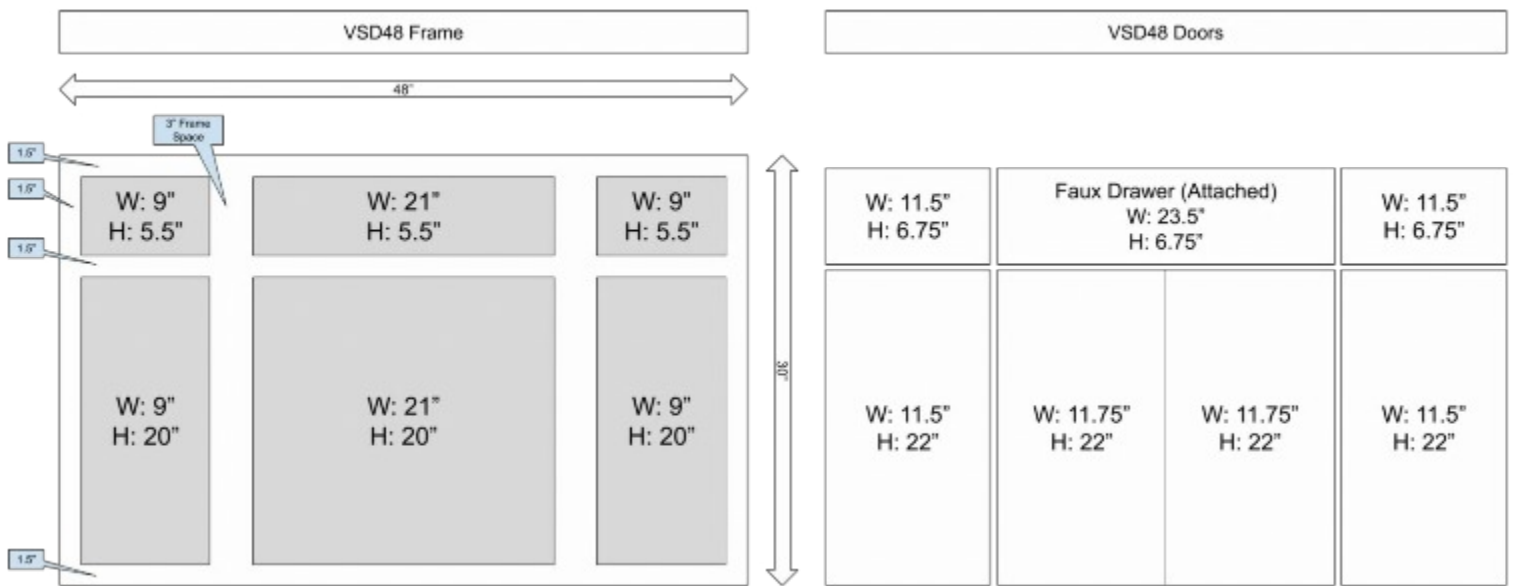 VSD48 Frame
VSD48 Doors
48"
3" Frame
Space
1.5"
1.5"
1.5"
1.5"
30"
W: 9”
H: 5.5”
W: 21”
H: 5.5”
W: 9”
H: 5.5”
W: 9”
H: 20”
W: 21”
H: 20”
W: 9”
H: 20”
W: 11.5”
H: 6.75”
Faux Drawer (Attached)
W: 23.5”
H: 6.75”
W: 11.5”
H: 6.75”
W: 11.5”
H: 22”
W: 11.75”
H: 22”
W: 11.75”
H: 22”
W: 11.5”
H: 22”